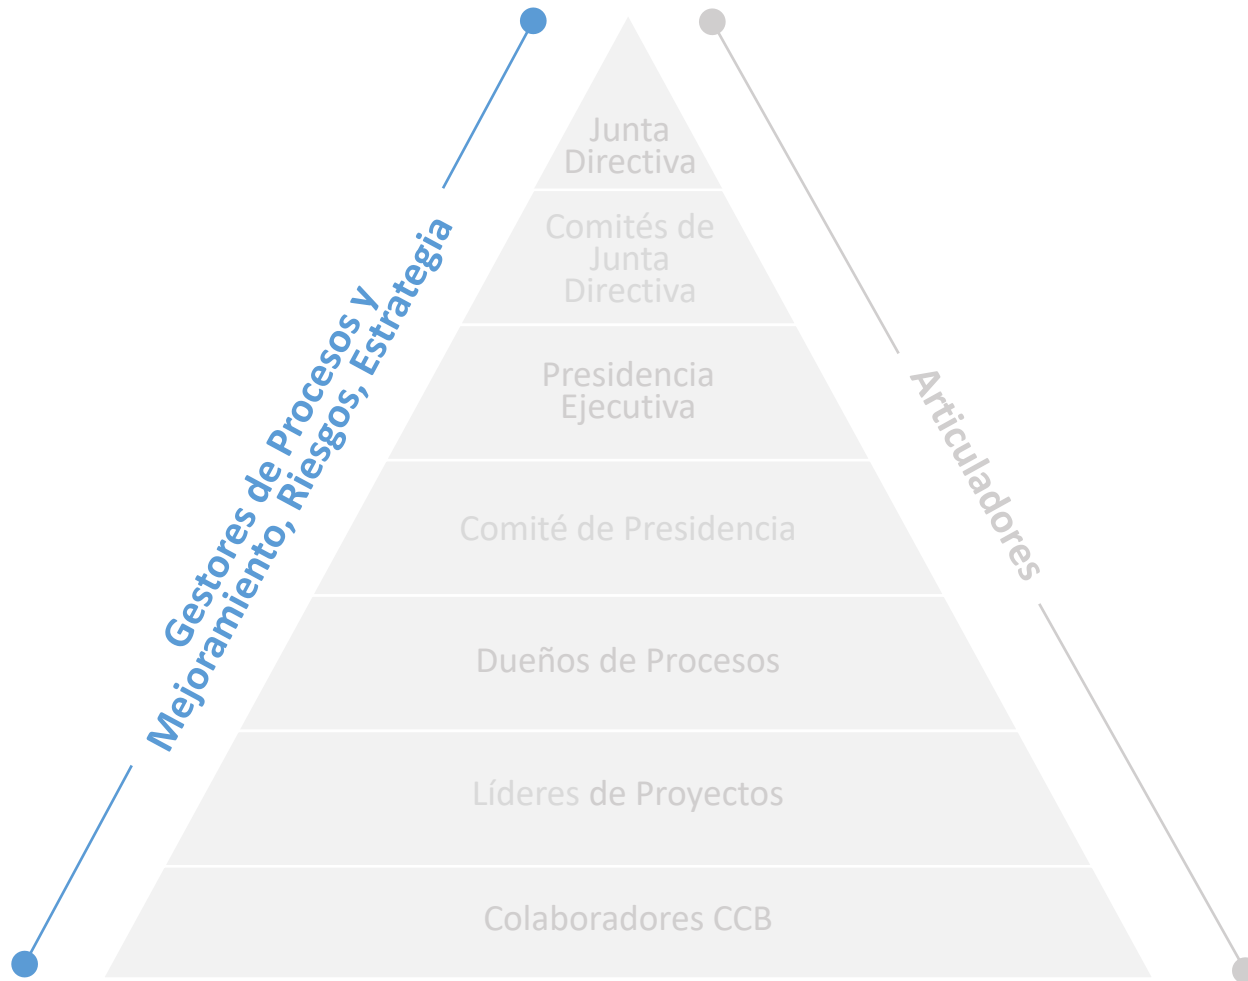 Junta
Directiva
Comités de
Junta
Directiva
Presidencia
Ejecutiva
Comité de Presidencia
Dueños de Procesos
Líderes de Proyectos
Colaboradores CCB
Gestores de Procesos y
Mejoramiento, Riesgos, Estrategia
Articuladores